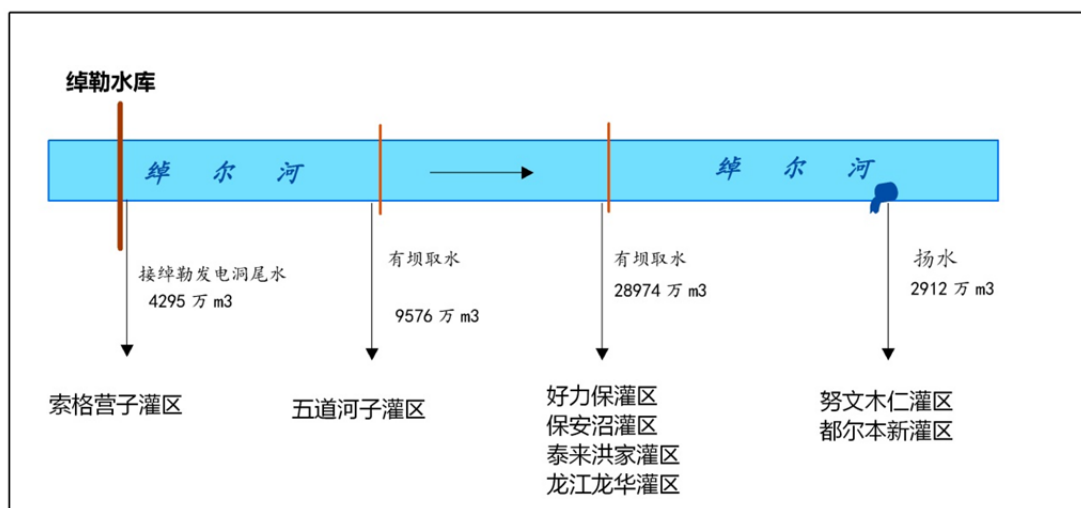 绰勒水库
绰尔河
绰尔河
接绰勒发电洞尾水
4295 万 m3
有坝取水
9576 万 m3
有坝取水
28974 万 m3
扬水
2912 万 m3
索格营子灌区
五道河子灌区
好力保灌区
保安沼灌区
泰来洪家灌区
龙江龙华灌区
努文木仁灌区
都尔本新灌区